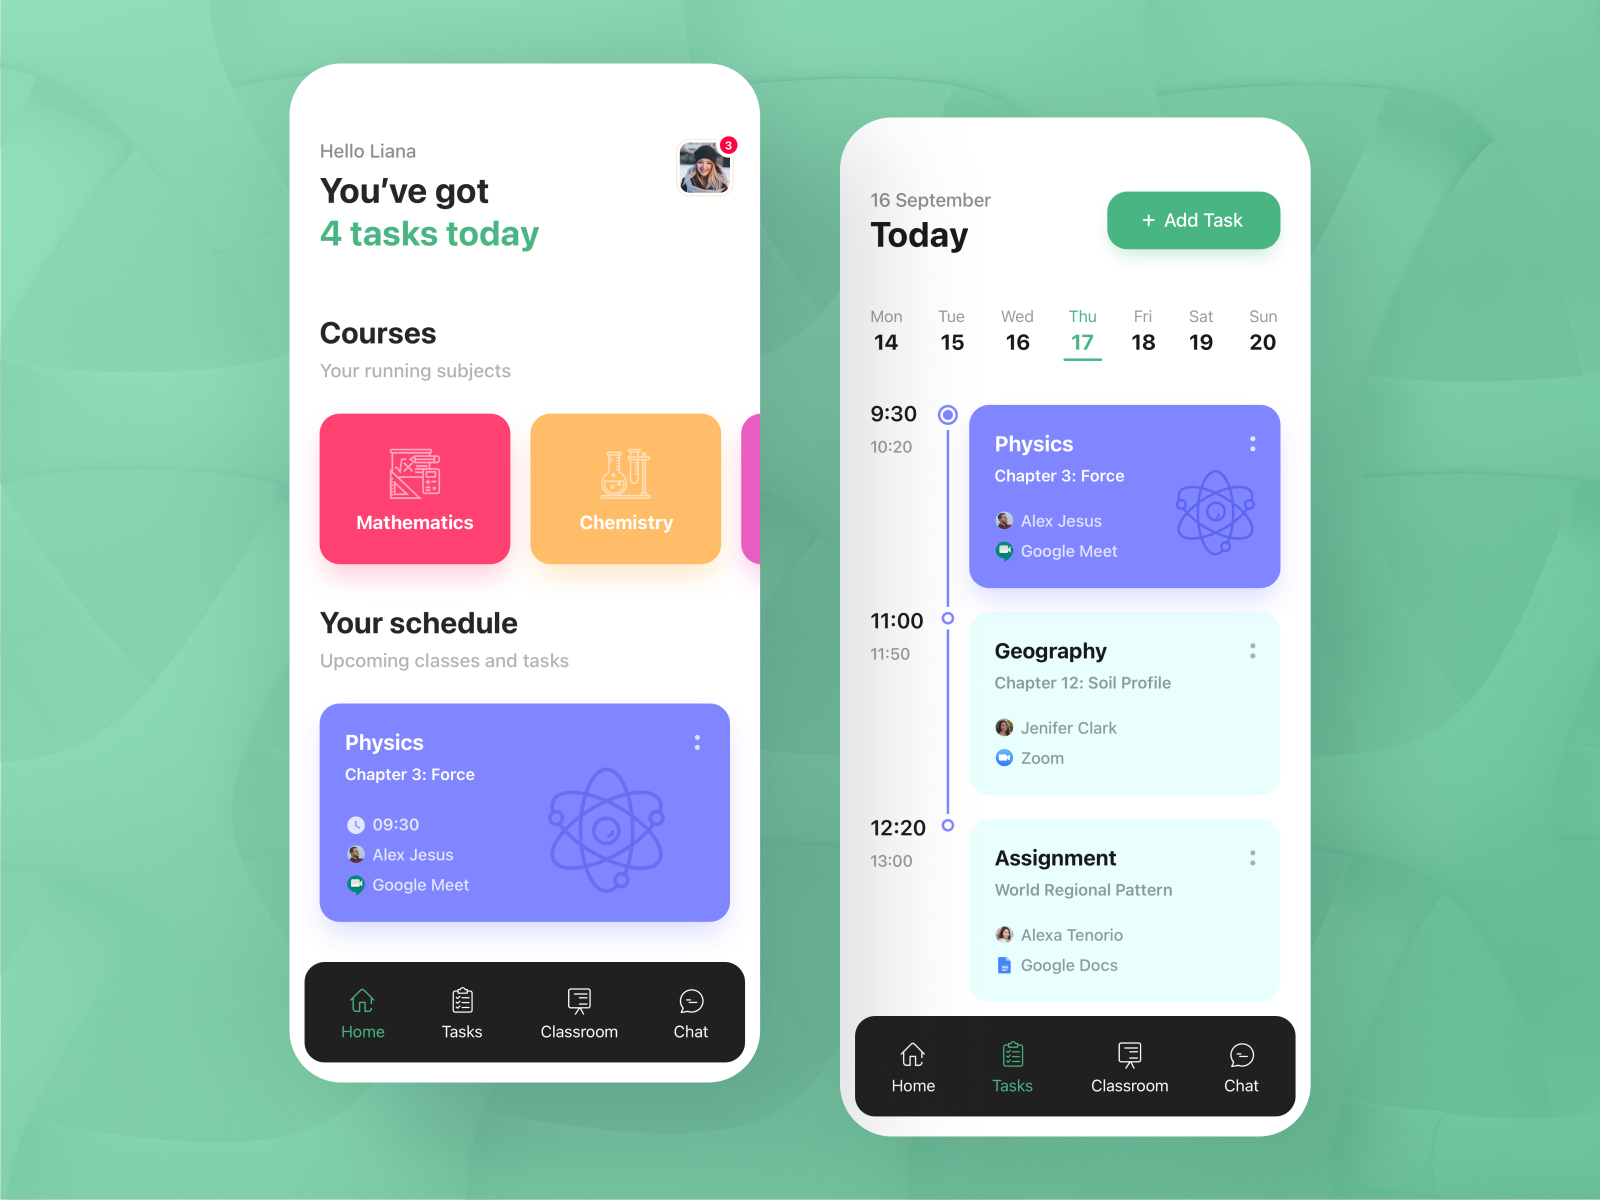 Hello Liana
You've got
4 tasks today
3
Courses
Your running subjects
Mathematics
Chemistry
Your schedule
Upcoming classes and tasks
Physics
Chapter 3: Force
09:30
Alex Jesus
Google Meet
Home
Tasks
Classroom
Chat
16 September
Today
+ Add Task
Mon Tue Wed Thu Fri Sat Sun
14 15 16 17 18 19 20
9:30
10:20
Physics
Chapter 3: Force
Alex Jesus
Google Meet
11:00
11:50
Geography
Chapter 12: Soil Profile
Jenifer Clark
Zoom
12:20
13:00
Assignment
World Regional Pattern
Alexa Tenorio
Google Docs
Home
Tasks
Classroom
Chat